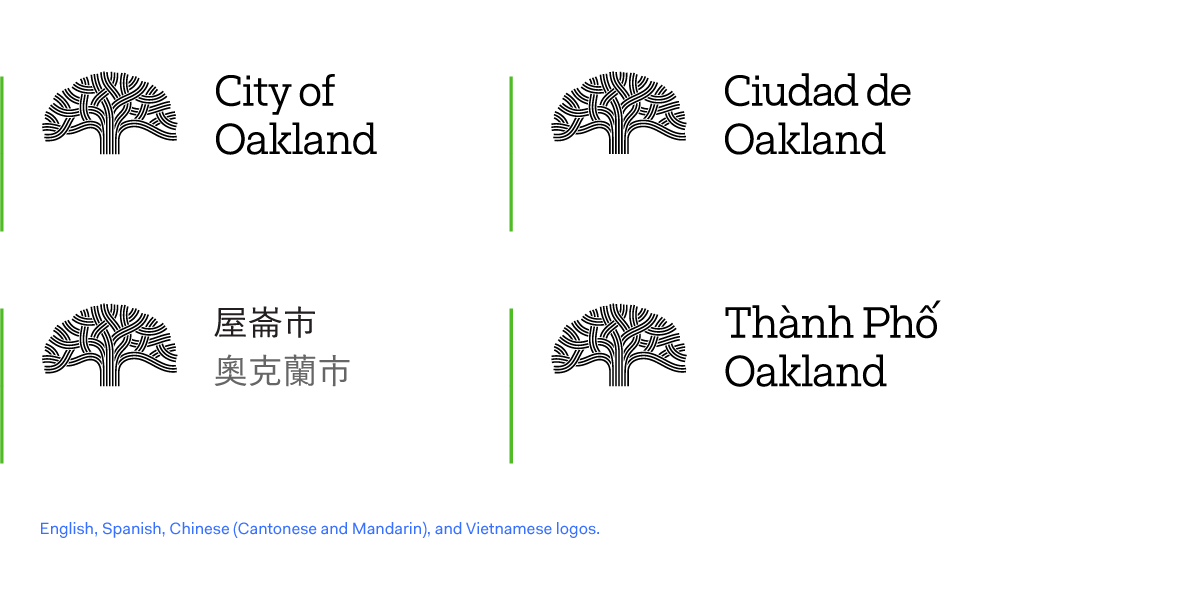 City of
Oakland
Ciudad de
Oakland
屋崙市
奧克蘭市
Thành Phố
Oakland
English, Spanish, Chinese (Cantonese and Mandarin), and Vietnamese logos.